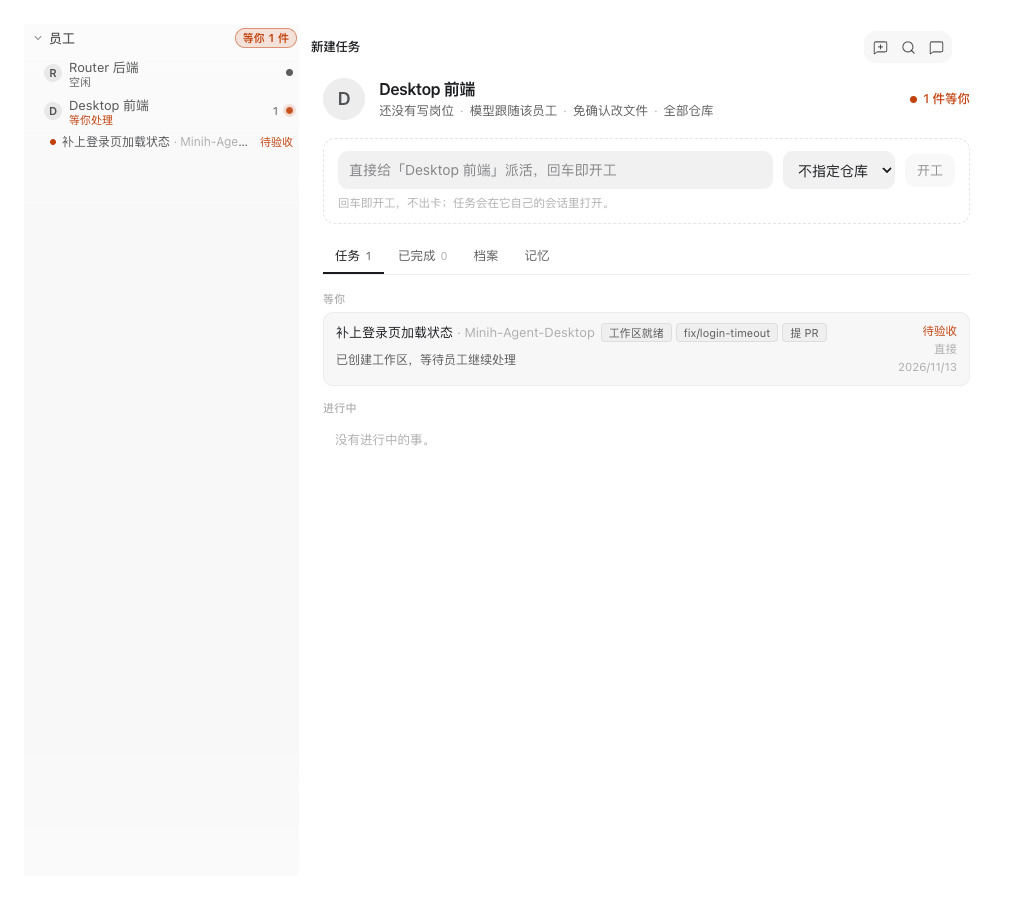 员工
等你 1 件
R
Router 后端
空闲
D
Desktop 前端
等你处理
1
补上登录页加载状态 · Minih-Age...
待验收
新建任务
D
Desktop 前端
还没有写岗位 · 模型跟随该员工 · 免确认改文件 · 全部仓库
1 件等你
直接给「Desktop 前端」派活，回车即开工
不指定仓库
开工
回车即开工，不出卡；任务会在它自己的会话里打开。
任务 1
已完成 0
档案
记忆
等你
补上登录页加载状态 · Minih-Agent-Desktop
工作区就绪
fix/login-timeout
提 PR
待验收
已创建工作区，等待员工继续处理
直接
2026/11/13
进行中
没有进行中的事。